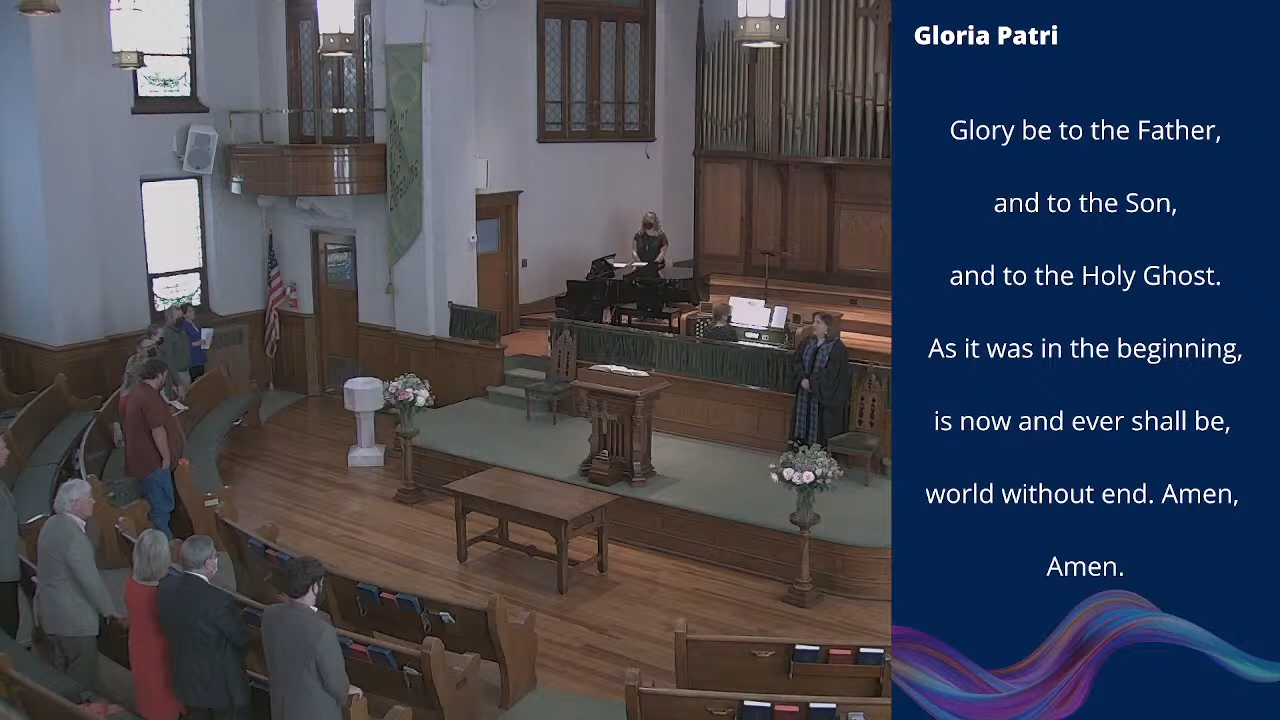 Gloria Patri
Glory be to the Father,
and to the Son,
and to the Holy Ghost.
As it was in the beginning,
is now and ever shall be,
world without end. Amen,
Amen.